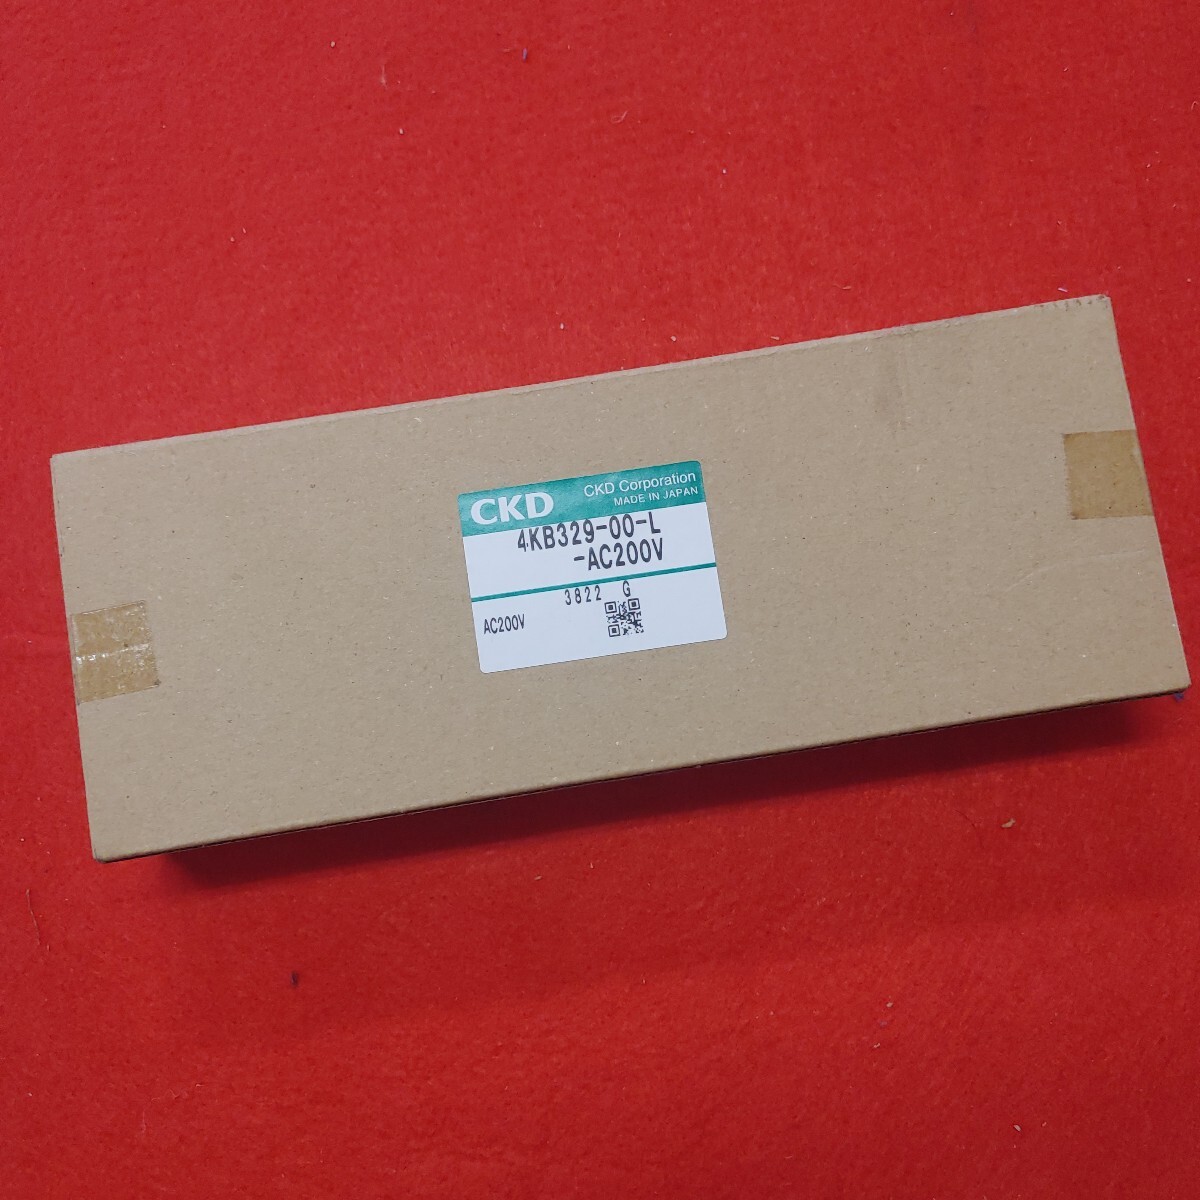 CKD
CKD Corporation
MADE IN JAPAN
4KB329-00-L
-AC200V
3822 G
AC200V